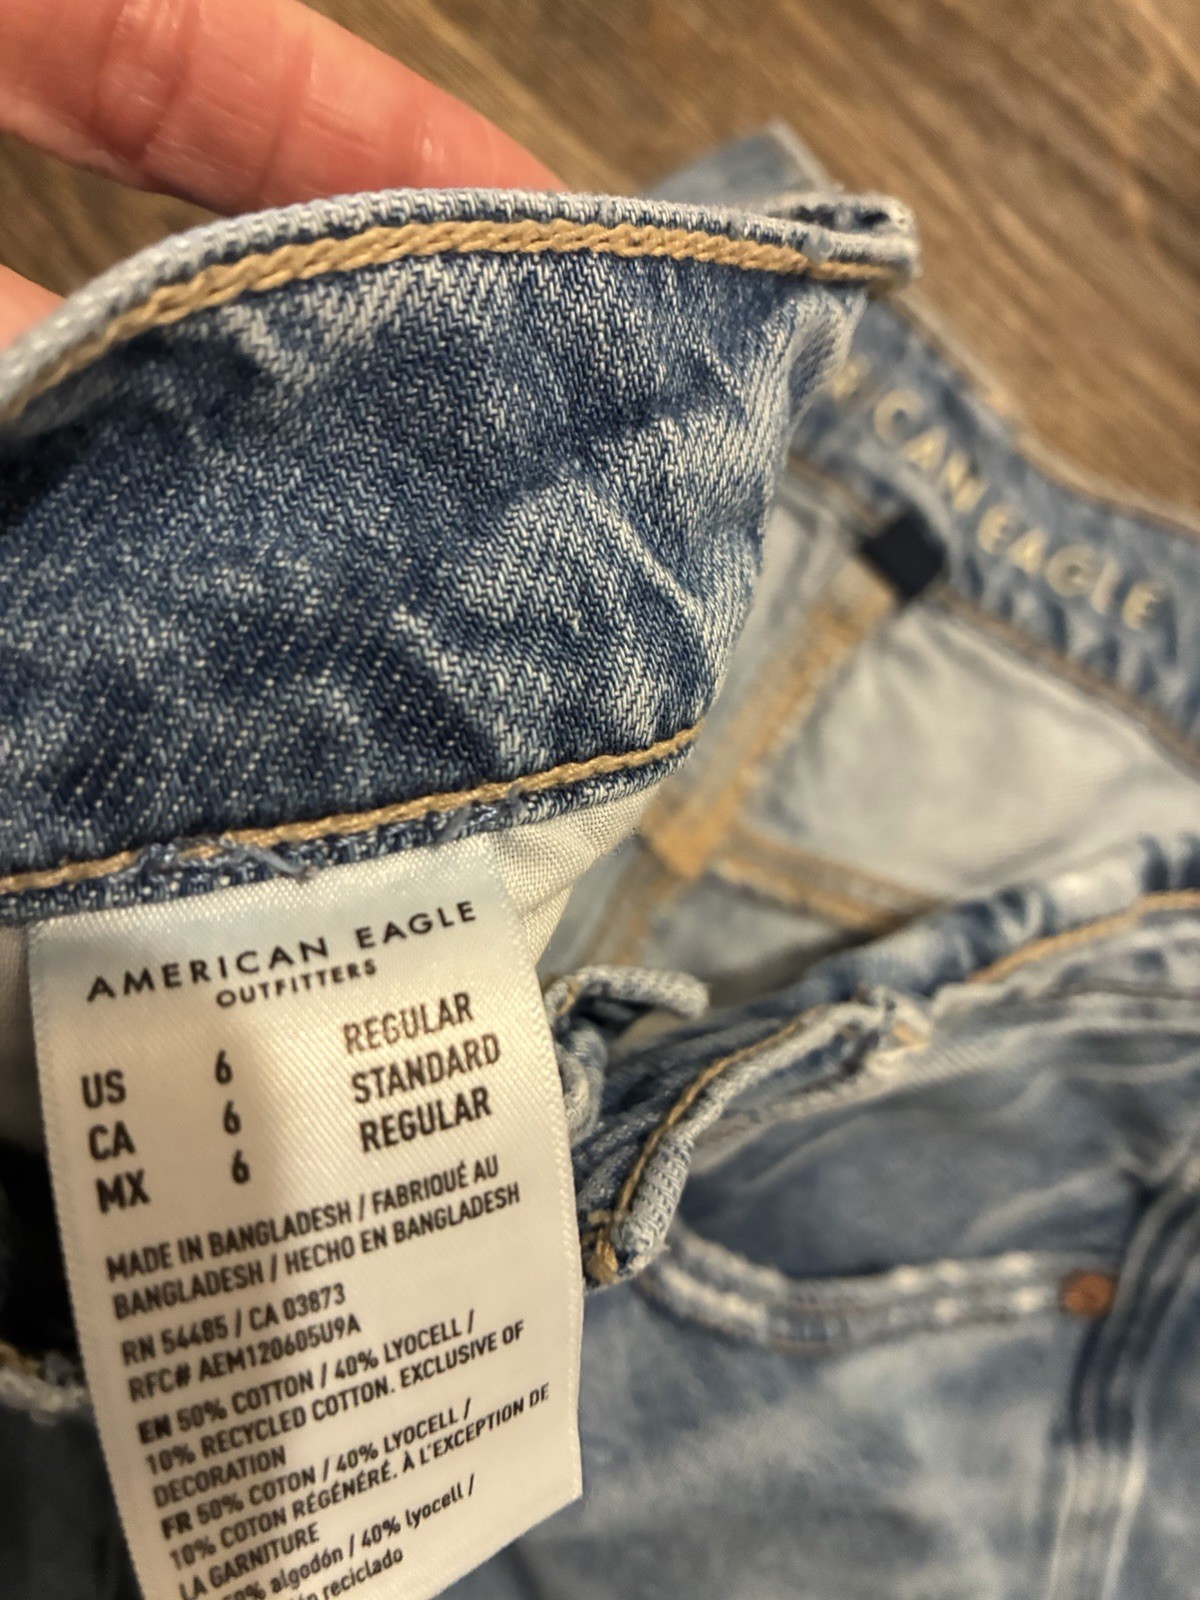 CAN EAGLE
AMERICAN EAGLE
OUTFITTERS
US 6 REGULAR
CA 6 STANDARD
MX 6 REGULAR
MADE IN BANGLADESH / FABRIQUÉ AU
BANGLADESH / HECHO EN BANGLADESH
RN 54485 / CA 03873
RFC# AEM120605U9A
EN 50% COTTON / 40% LYOCELL /
10% RECYCLED COTTON. EXCLUSIVE OF
DECORATION
FR 50% COTON / 40% LYOCELL /
10% COTON RÉGÉNÉRÉ. À L'EXCEPTION DE
LA GARNITURE
50% algodón / 40% lyocell /
reciclado